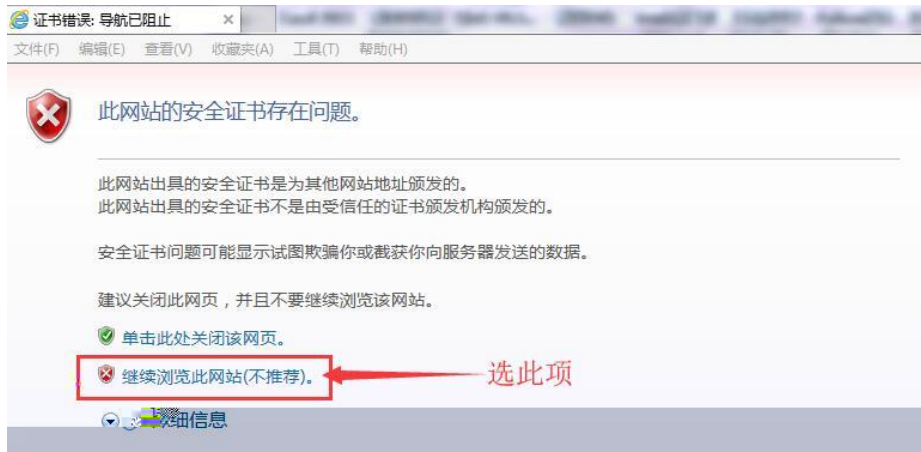 证书错误: 导航已阻止
文件(F) 编辑(E) 查看(V) 收藏夹(A) 工具(T) 帮助(H)
此网站的安全证书存在问题。
此网站出具的安全证书是为其他网站地址颁发的。
此网站出具的安全证书不是由受信任的证书颁发机构颁发的。
安全证书问题可能显示试图欺骗你或截获你向服务器发送的数据。
建议关闭此网页，并且不要继续浏览该网站。
单击此处关闭该网页。
继续浏览此网站(不推荐)。
选此项
细信息